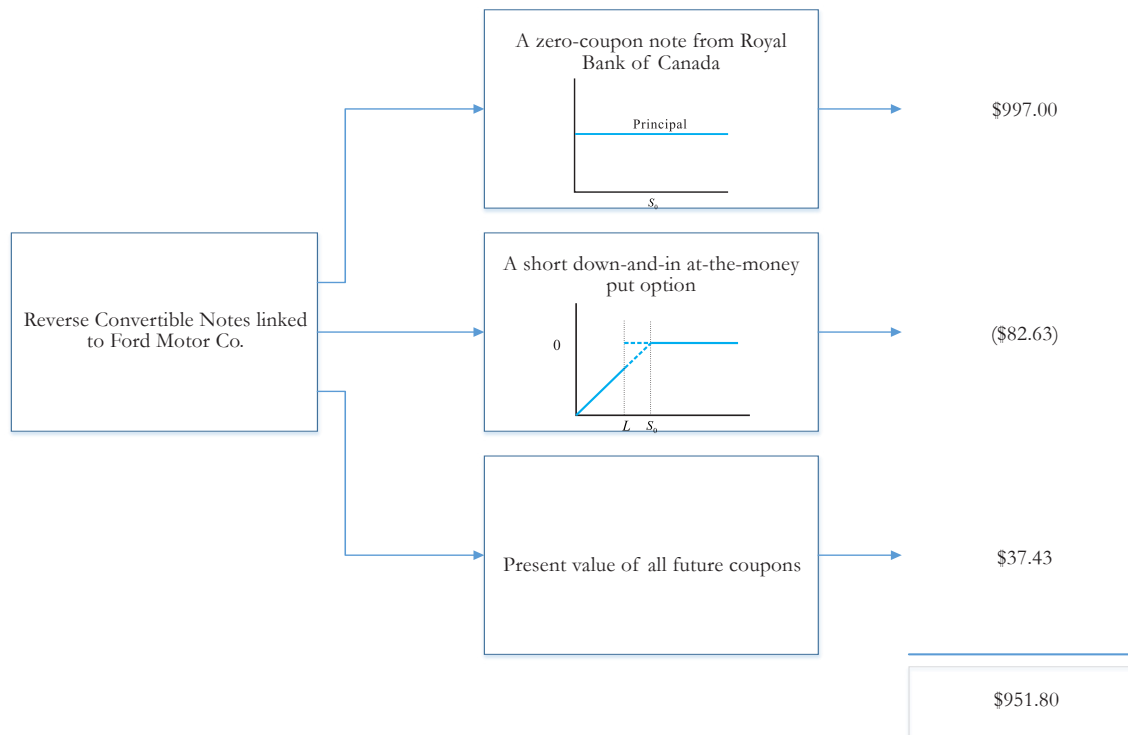 A zero-coupon note from Royal
Bank of Canada
Principal
S₀
$997.00
Reverse Convertible Notes linked
to Ford Motor Co.
A short down-and-in at-the-money
put option
0
L S₀
($82.63)
Present value of all future coupons
$37.43
$951.80